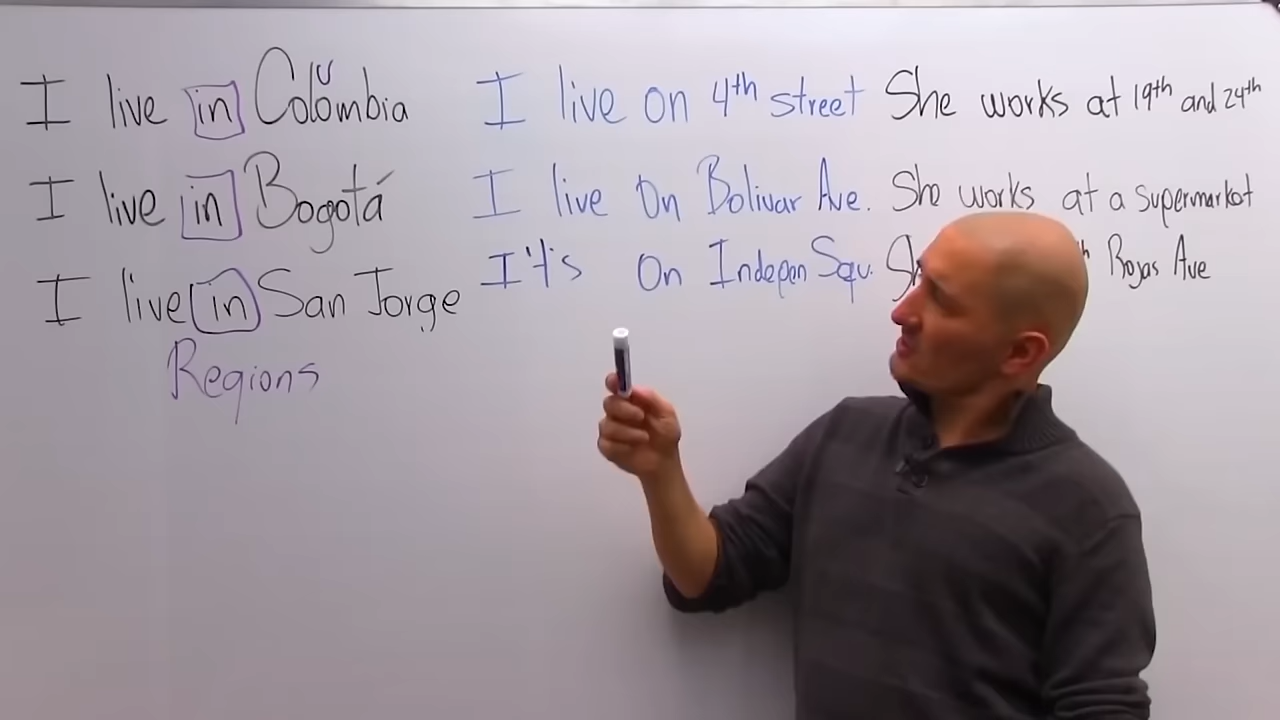 I live in Colombia
I live in Bogotá
I live in San Jorge
Regions
I live on 4th street
I live On Bolivar Ave.
I't's On Indepen Squ.
She works at 19th and 24th
She works at a supermarket
Rojas Ave